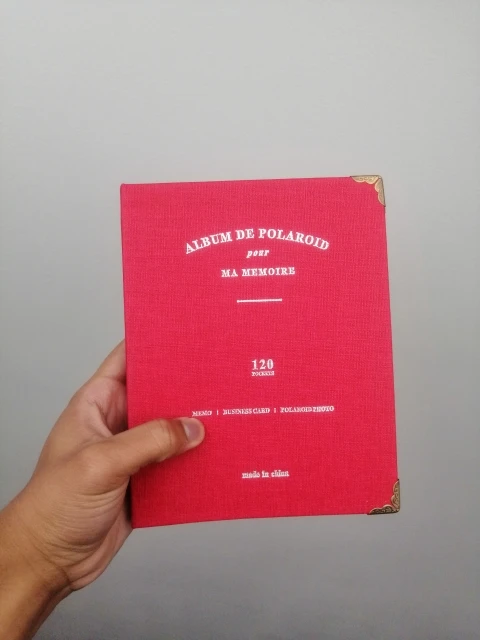 ALBUM DE POLAROID
pour
MA MEMOIRE
120
POCKETS
MEMO | BUSINESS CARD | POLAROID PHOTO
made in china